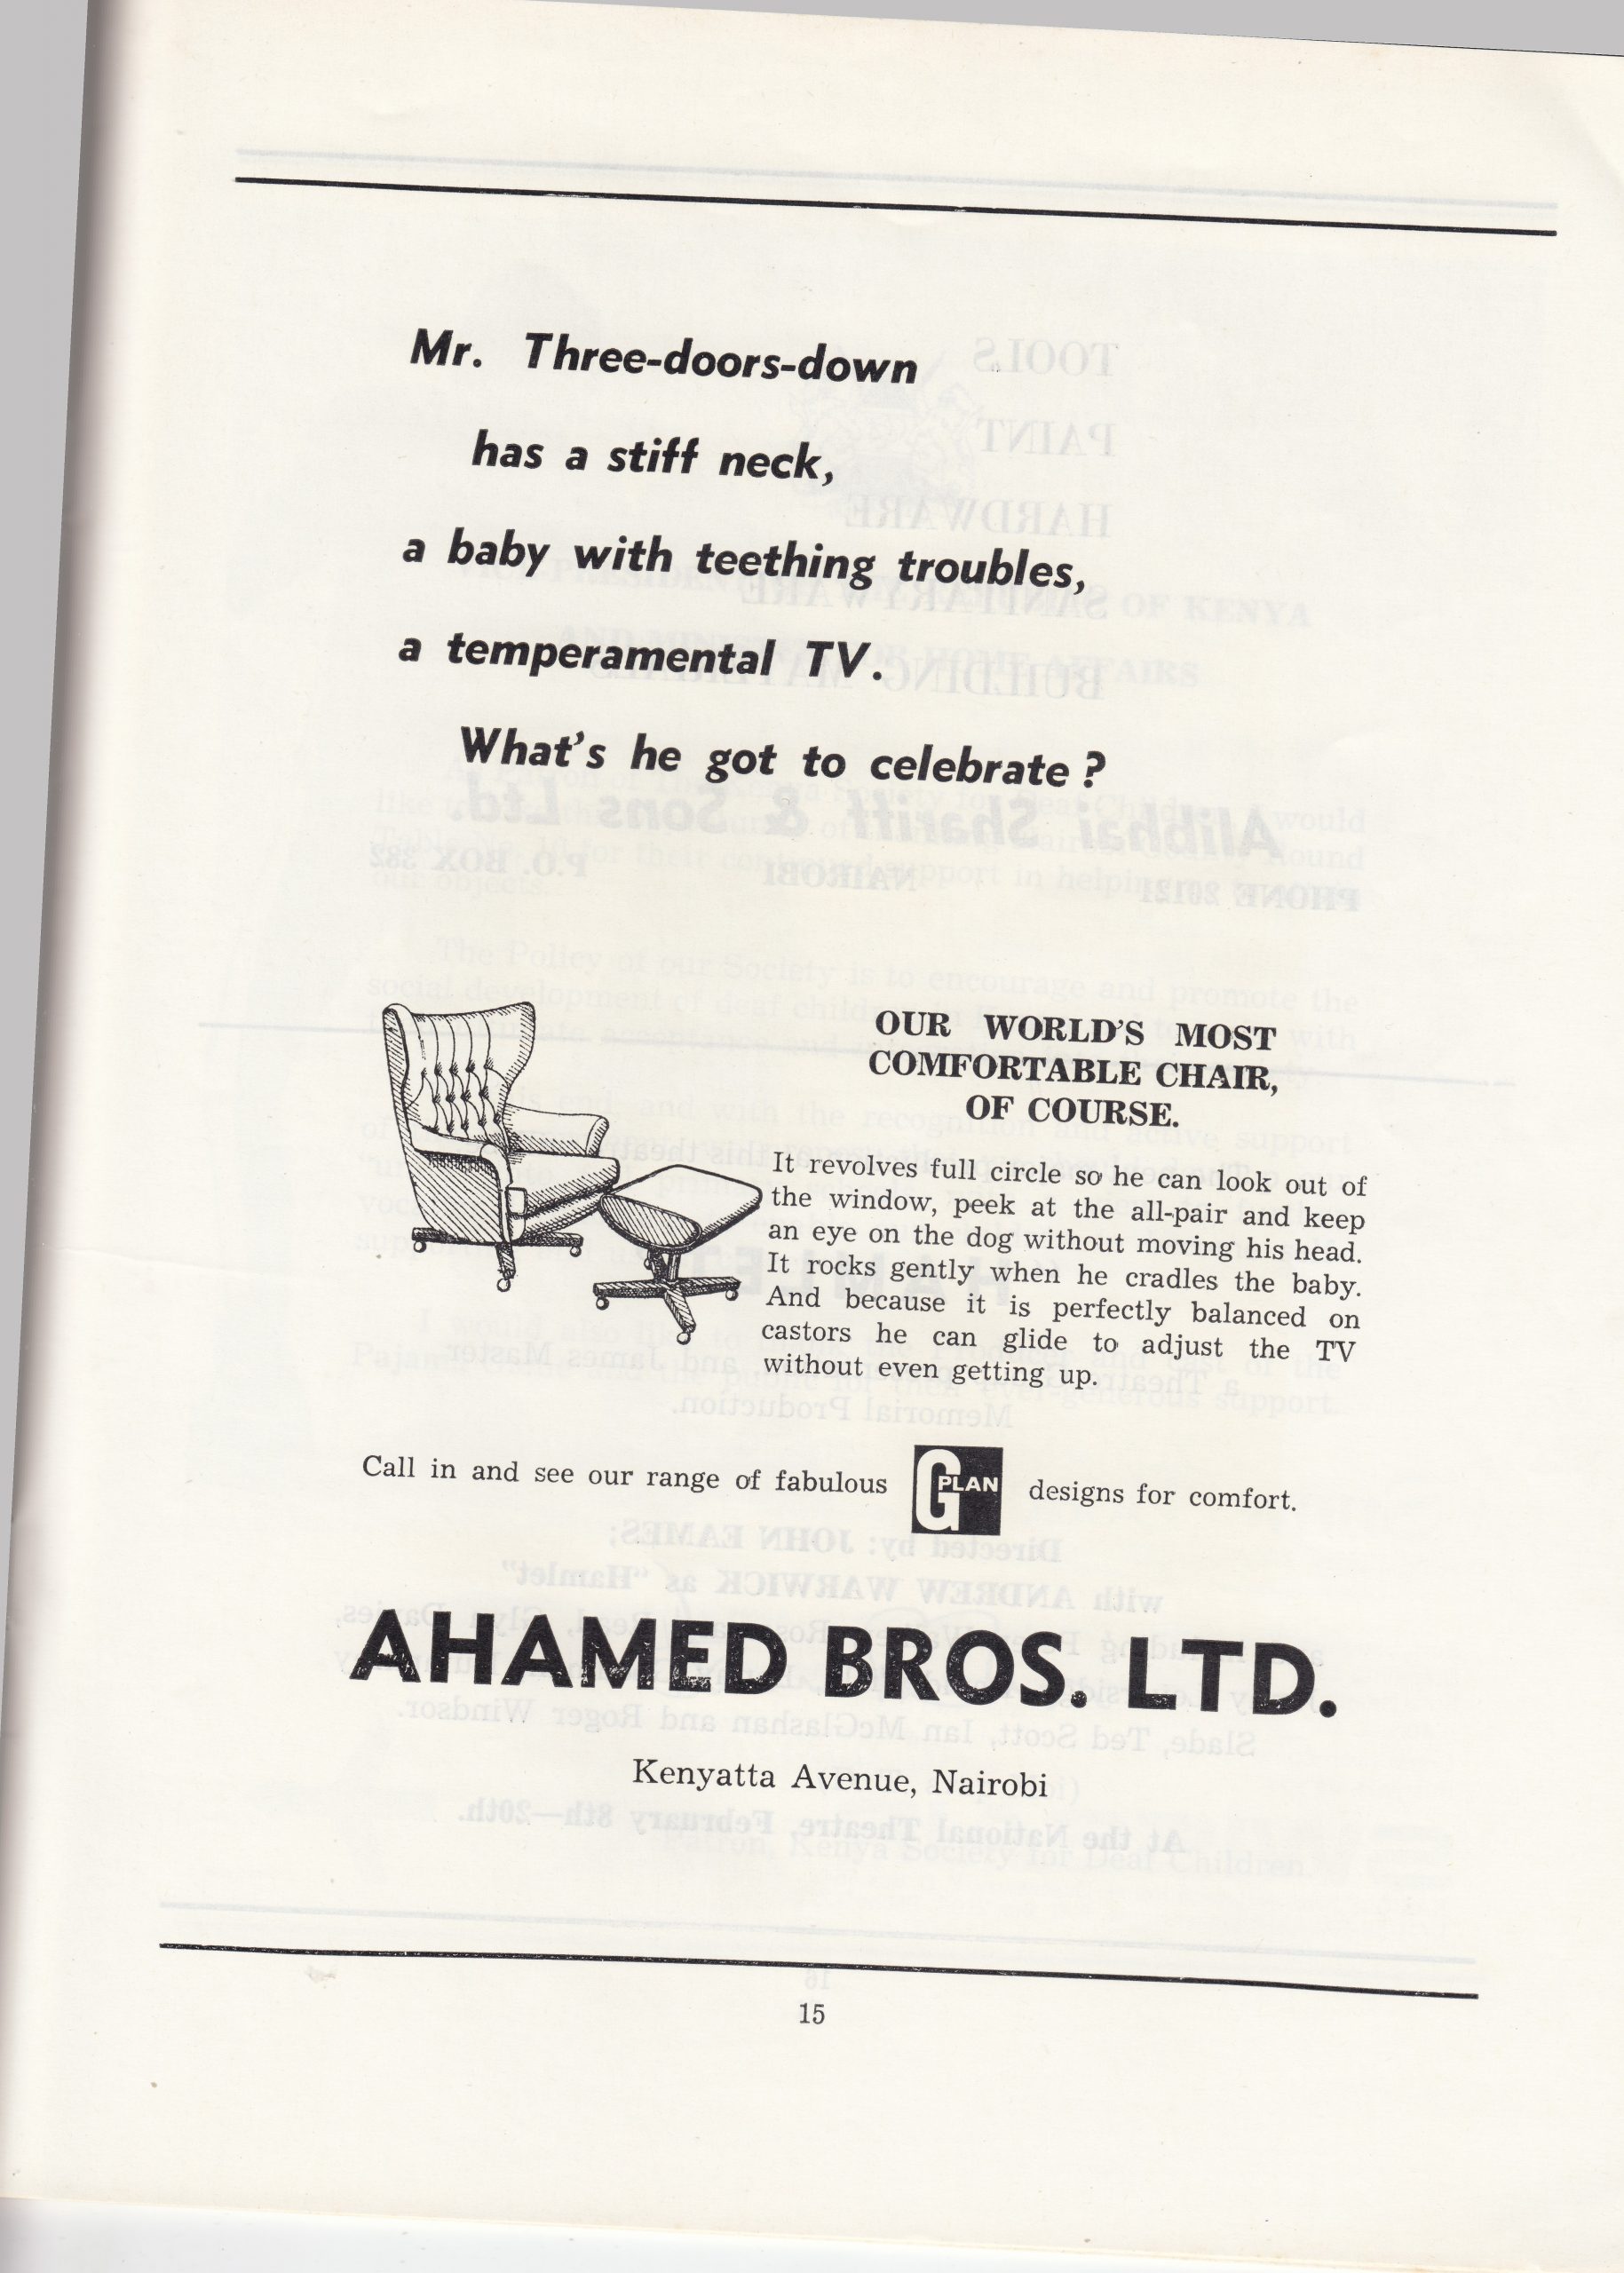 Mr. Three-doors-down
has a stiff neck,
a baby with teething troubles,
a temperamental TV.
What's he got to celebrate ?
OUR WORLD'S MOST
COMFORTABLE CHAIR,
OF COURSE.
It revolves full circle so he can look out of
the window, peek at the all-pair and keep
an eye on the dog without moving his head.
It rocks gently when he cradles the baby.
And because it is perfectly balanced on
castors he can glide to adjust the TV
without even getting up.
Call in and see our range of fabulous G PLAN designs for comfort.
AHAMED BROS. LTD.
Kenyatta Avenue, Nairobi
15